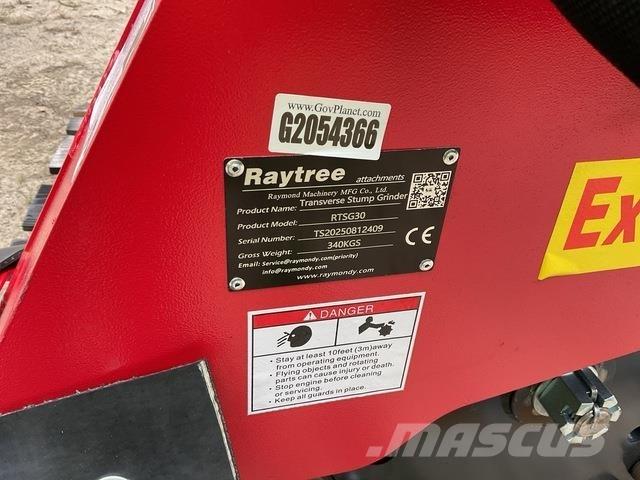 www.GovPlanet.com
G2054366
Raytree attachments
Raymond Machinery MFG Co., Ltd.
Product Name: Transverse Stump Grinder
Product Model: RTSG30
Serial Number: TS20250812409
Gross Weight: 340KGS
Email: Service@raymondy.com(priority)
info@raymondy.com
www.raymondy.com
CE
Ex
DANGER
• Stay at least 10feet (3m)away
from operating equipment.
• Flying objects and rotating
parts can cause injury or death.
• Stop engine before cleaning
or servicing.
• Keep all guards in place.
MASCUS